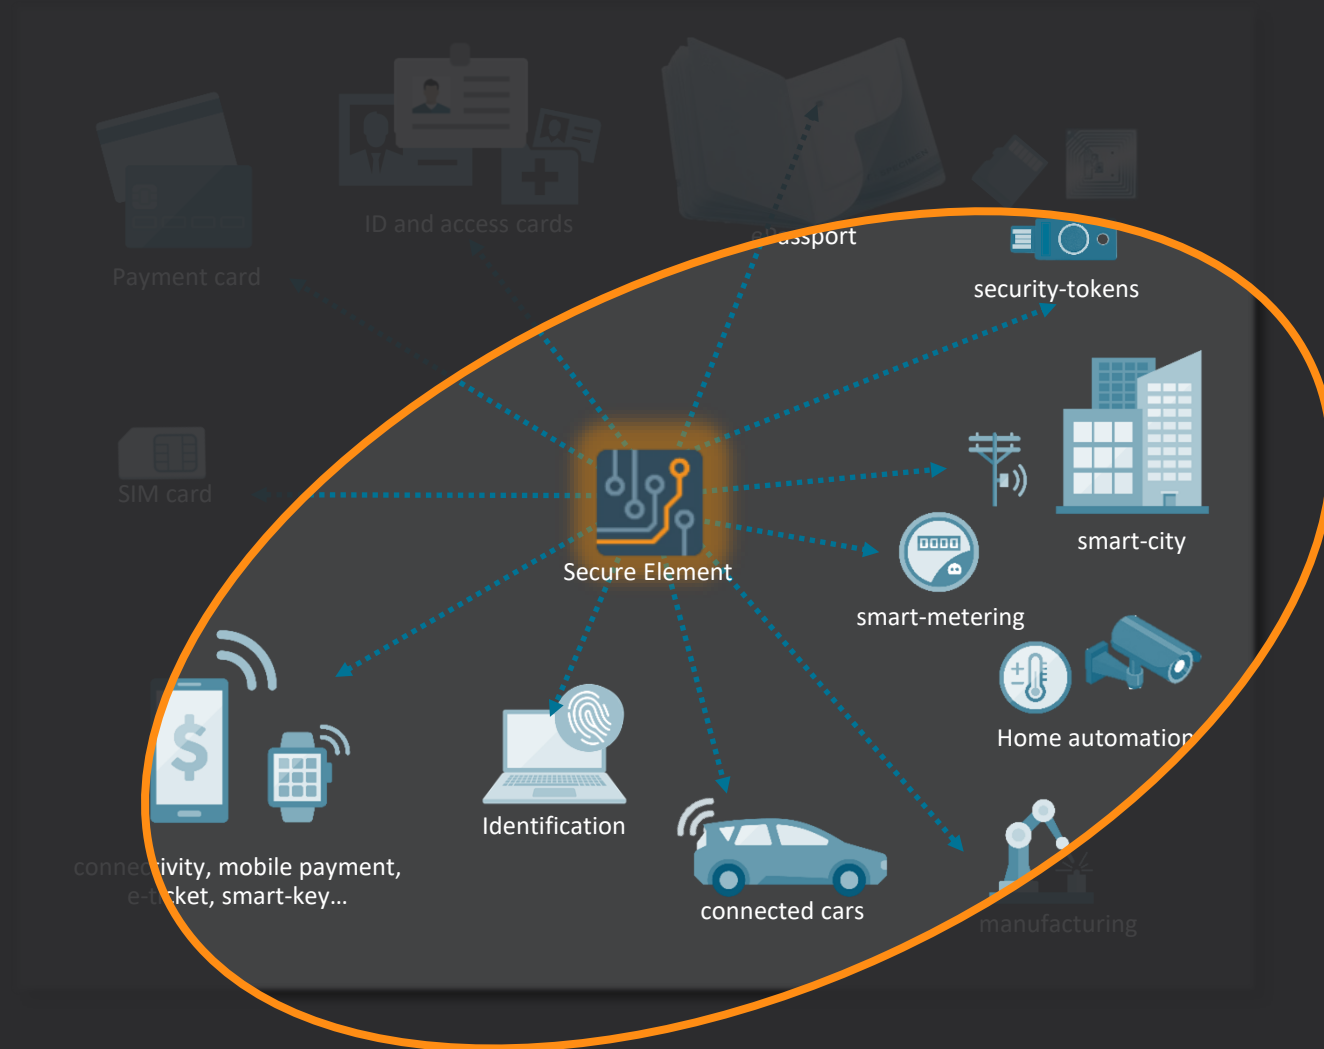 ID and access cards
ePassport
Payment card
security-tokens
SIM card
smart-city
Secure Element
smart-metering
Home automation
Identification
connectivity, mobile payment,
e-ticket, smart-key...
connected cars
manufacturing